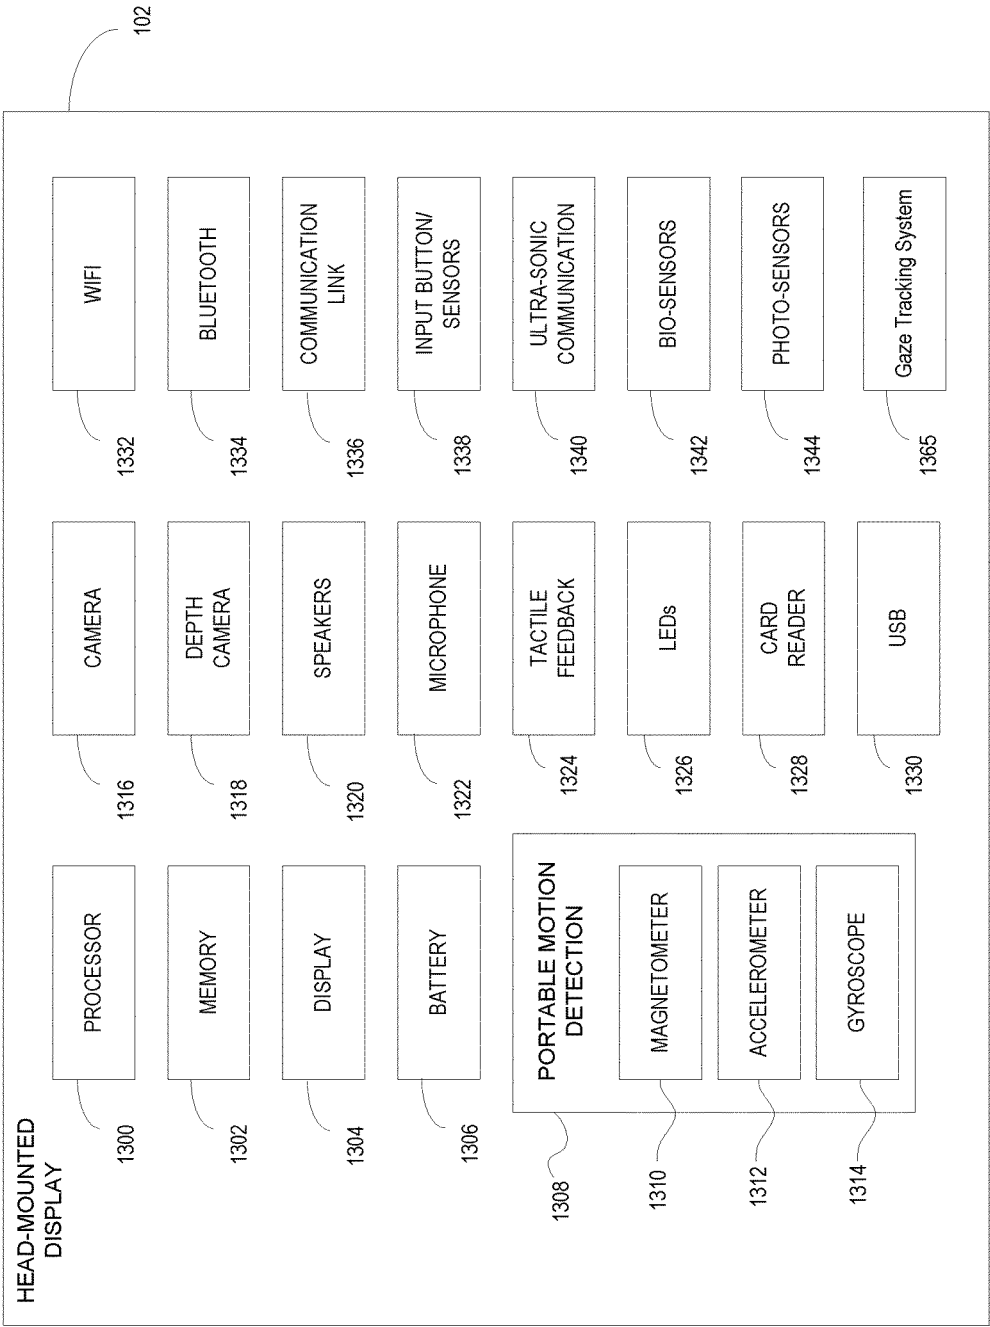 HEAD-MOUNTED
DISPLAY
102
1300
PROCESSOR
1302
MEMORY
1304
DISPLAY
1306
BATTERY
1308
PORTABLE MOTION
DETECTION
1310
MAGNETOMETER
1312
ACCELEROMETER
1314
GYROSCOPE
1316
CAMERA
1318
DEPTH
CAMERA
1320
SPEAKERS
1322
MICROPHONE
1324
TACTILE
FEEDBACK
1326
LEDs
1328
CARD
READER
1330
USB
1332
WIFI
1334
BLUETOOTH
1336
COMMUNICATION
LINK
1338
INPUT BUTTON/
SENSORS
1340
ULTRA-SONIC
COMMUNICATION
1342
BIO-SENSORS
1344
PHOTO-SENSORS
1365
Gaze Tracking System